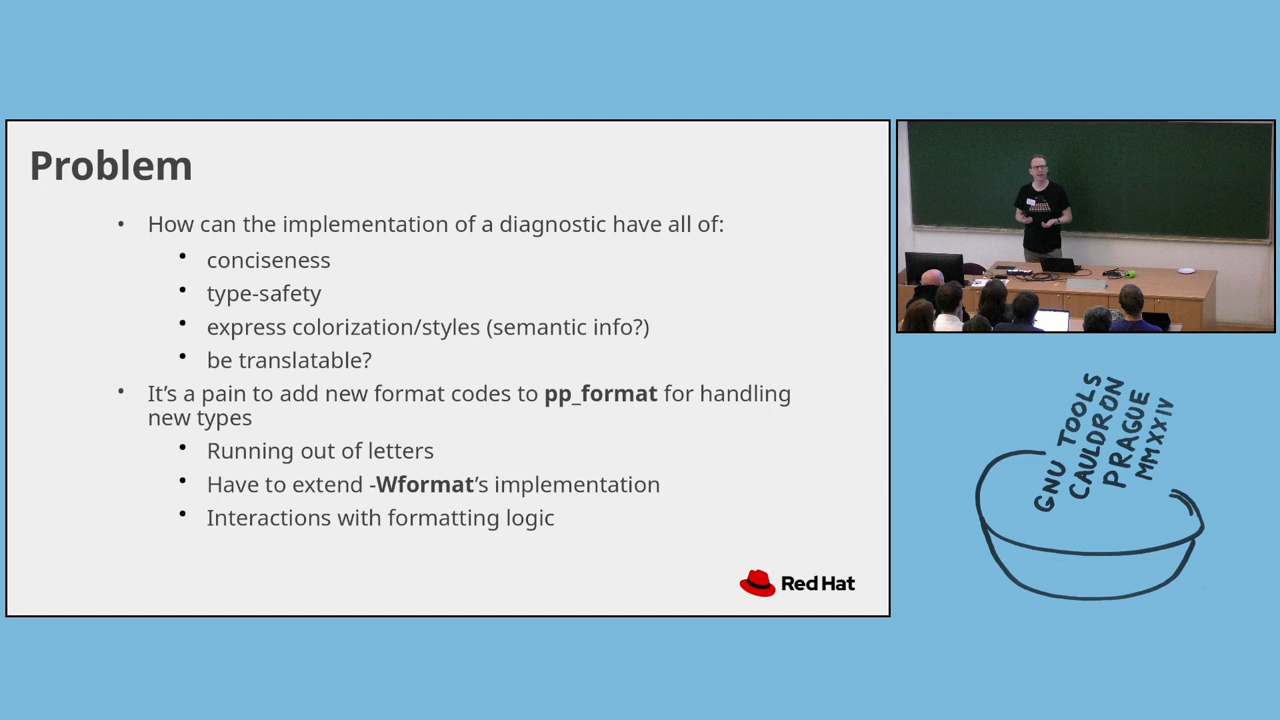 Problem
• How can the implementation of a diagnostic have all of:
• conciseness
• type-safety
• express colorization/styles (semantic info?)
• be translatable?
• It’s a pain to add new format codes to pp_format for handling
new types
• Running out of letters
• Have to extend -Wformat’s implementation
• Interactions with formatting logic
Red Hat
GNU TOOLS
CAULDRON
PRAGUE
MMXXIV